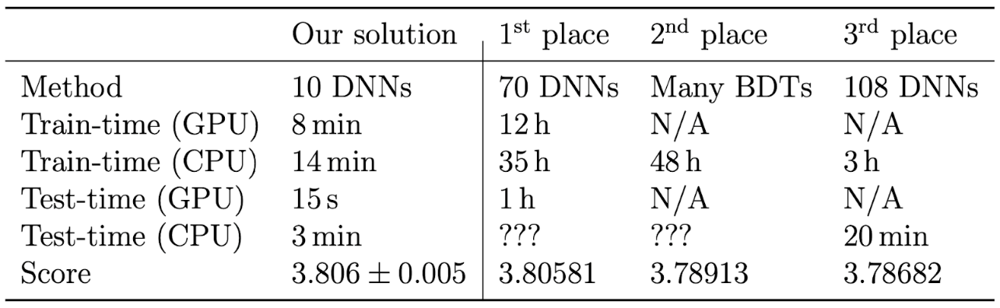 Our solution 1st place 2nd place 3rd place
Method 10 DNNs 70 DNNs Many BDTs 108 DNNs
Train-time (GPU) 8 min 12 h N/A N/A
Train-time (CPU) 14 min 35 h 48 h 3 h
Test-time (GPU) 15 s 1 h N/A N/A
Test-time (CPU) 3 min ??? ??? 20 min
Score 3.806 ± 0.005 3.80581 3.78913 3.78682